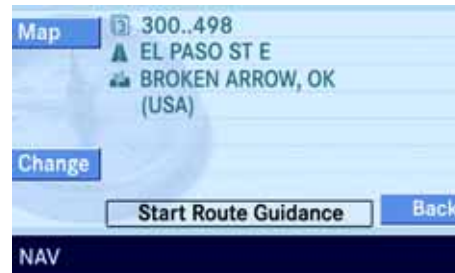 Map
300..498
EL PASO ST E
BROKEN ARROW, OK
(USA)
Change
Start Route Guidance
Back
NAV